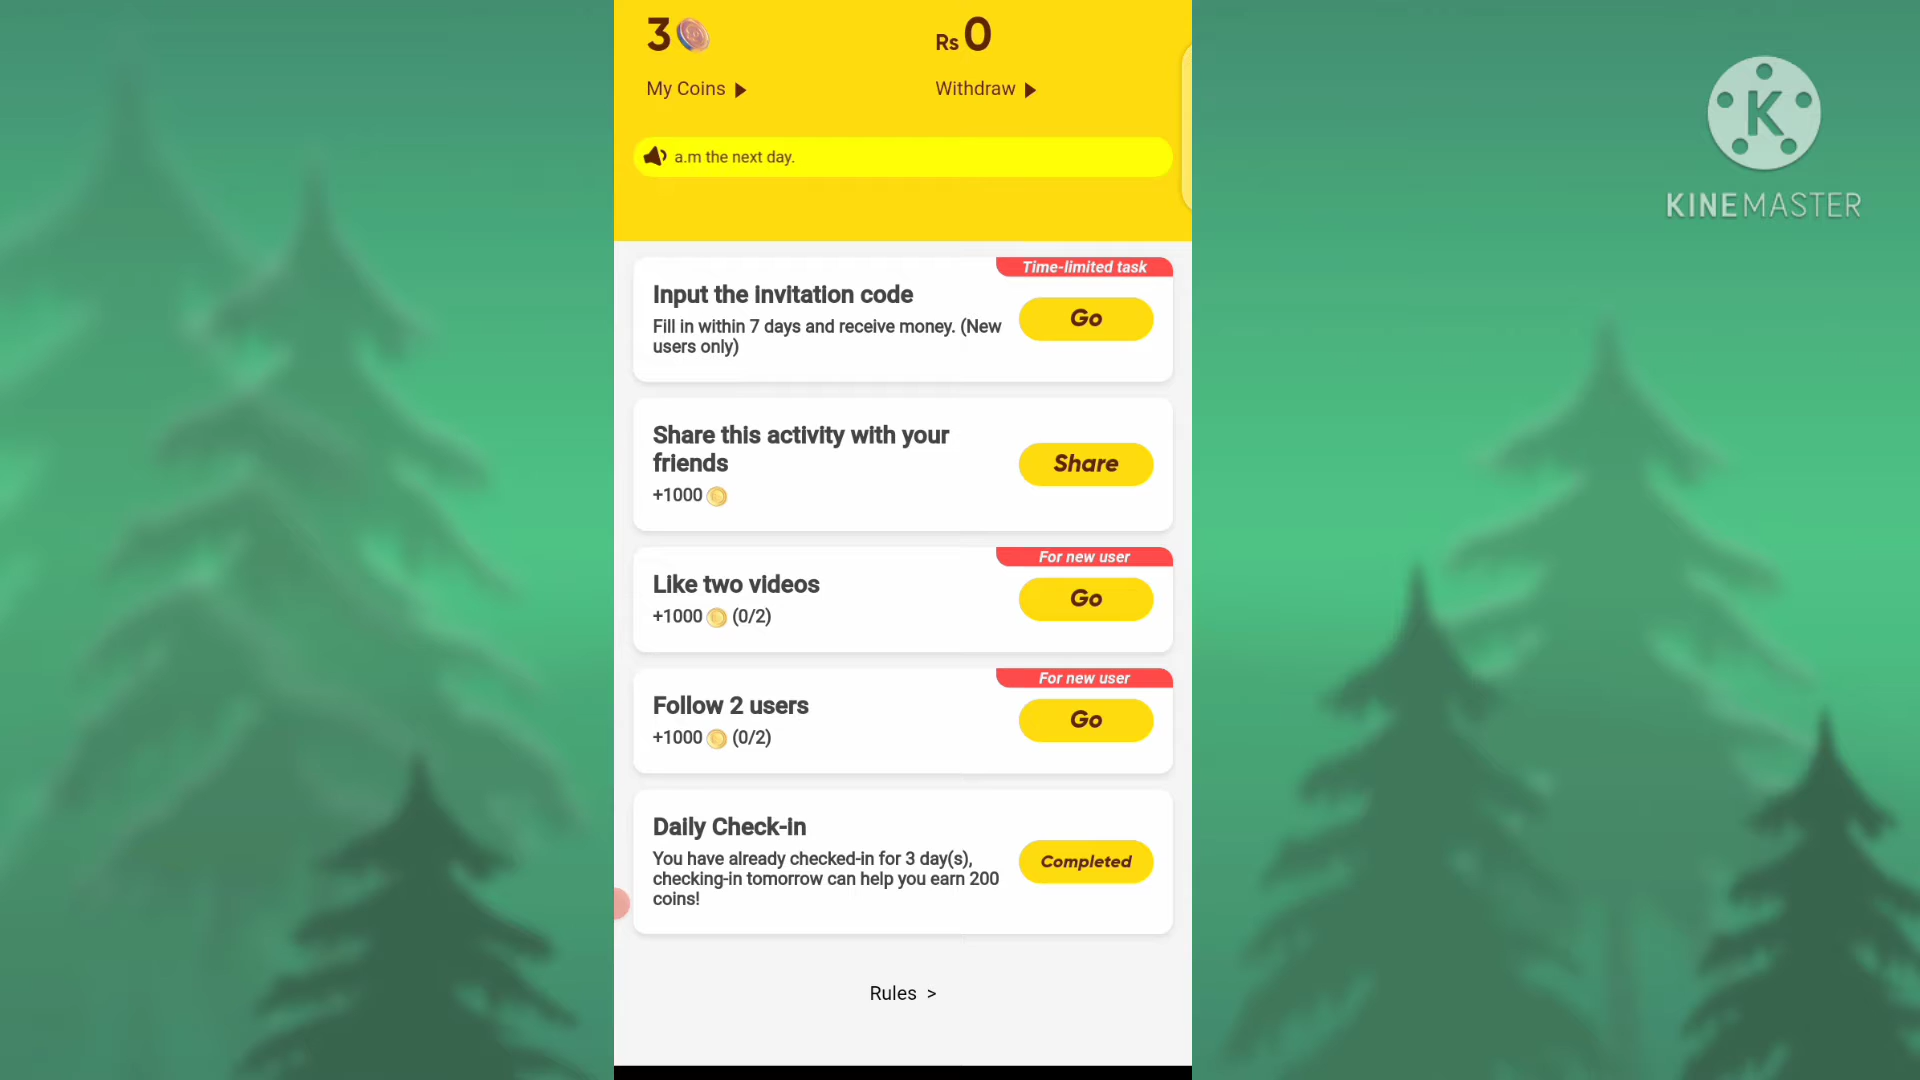 3
Rs 0
My Coins
Withdraw
a.m the next day.
Time-limited task
Input the invitation code
Fill in within 7 days and receive money. (New
users only)
Go
Share this activity with your
friends
+1000
Share
For new user
Like two videos
+1000 (0/2)
Go
For new user
Follow 2 users
+1000 (0/2)
Go
Daily Check-in
You have already checked-in for 3 day(s),
checking-in tomorrow can help you earn 200
coins!
Completed
Rules >
K
KINEMASTER